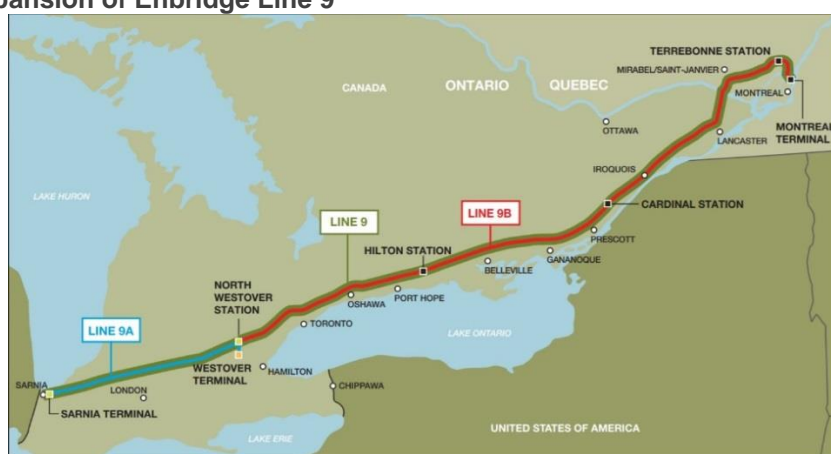 pansion of Enbridge Line 9
TERREBONNE STATION
MIRABEL/SAINT-JANVIER
CANADA
ONTARIO
QUEBEC
MONTREAL
OTTAWA
MONTREAL
TERMINAL
LANCASTER
IROQUOIS
LAKE HURON
CARDINAL STATION
LINE 9
LINE 9B
PRESCOTT
HILTON STATION
GANANOQUE
BELLEVILLE
NORTH
WESTOVER
STATION
OSHAWA
PORT HOPE
TORONTO
LAKE ONTARIO
LINE 9A
WESTOVER
TERMINAL
HAMILTON
SARNIA
LONDON
CHIPPAWA
SARNIA TERMINAL
UNITED STATES OF AMERICA
LAKE ERIE